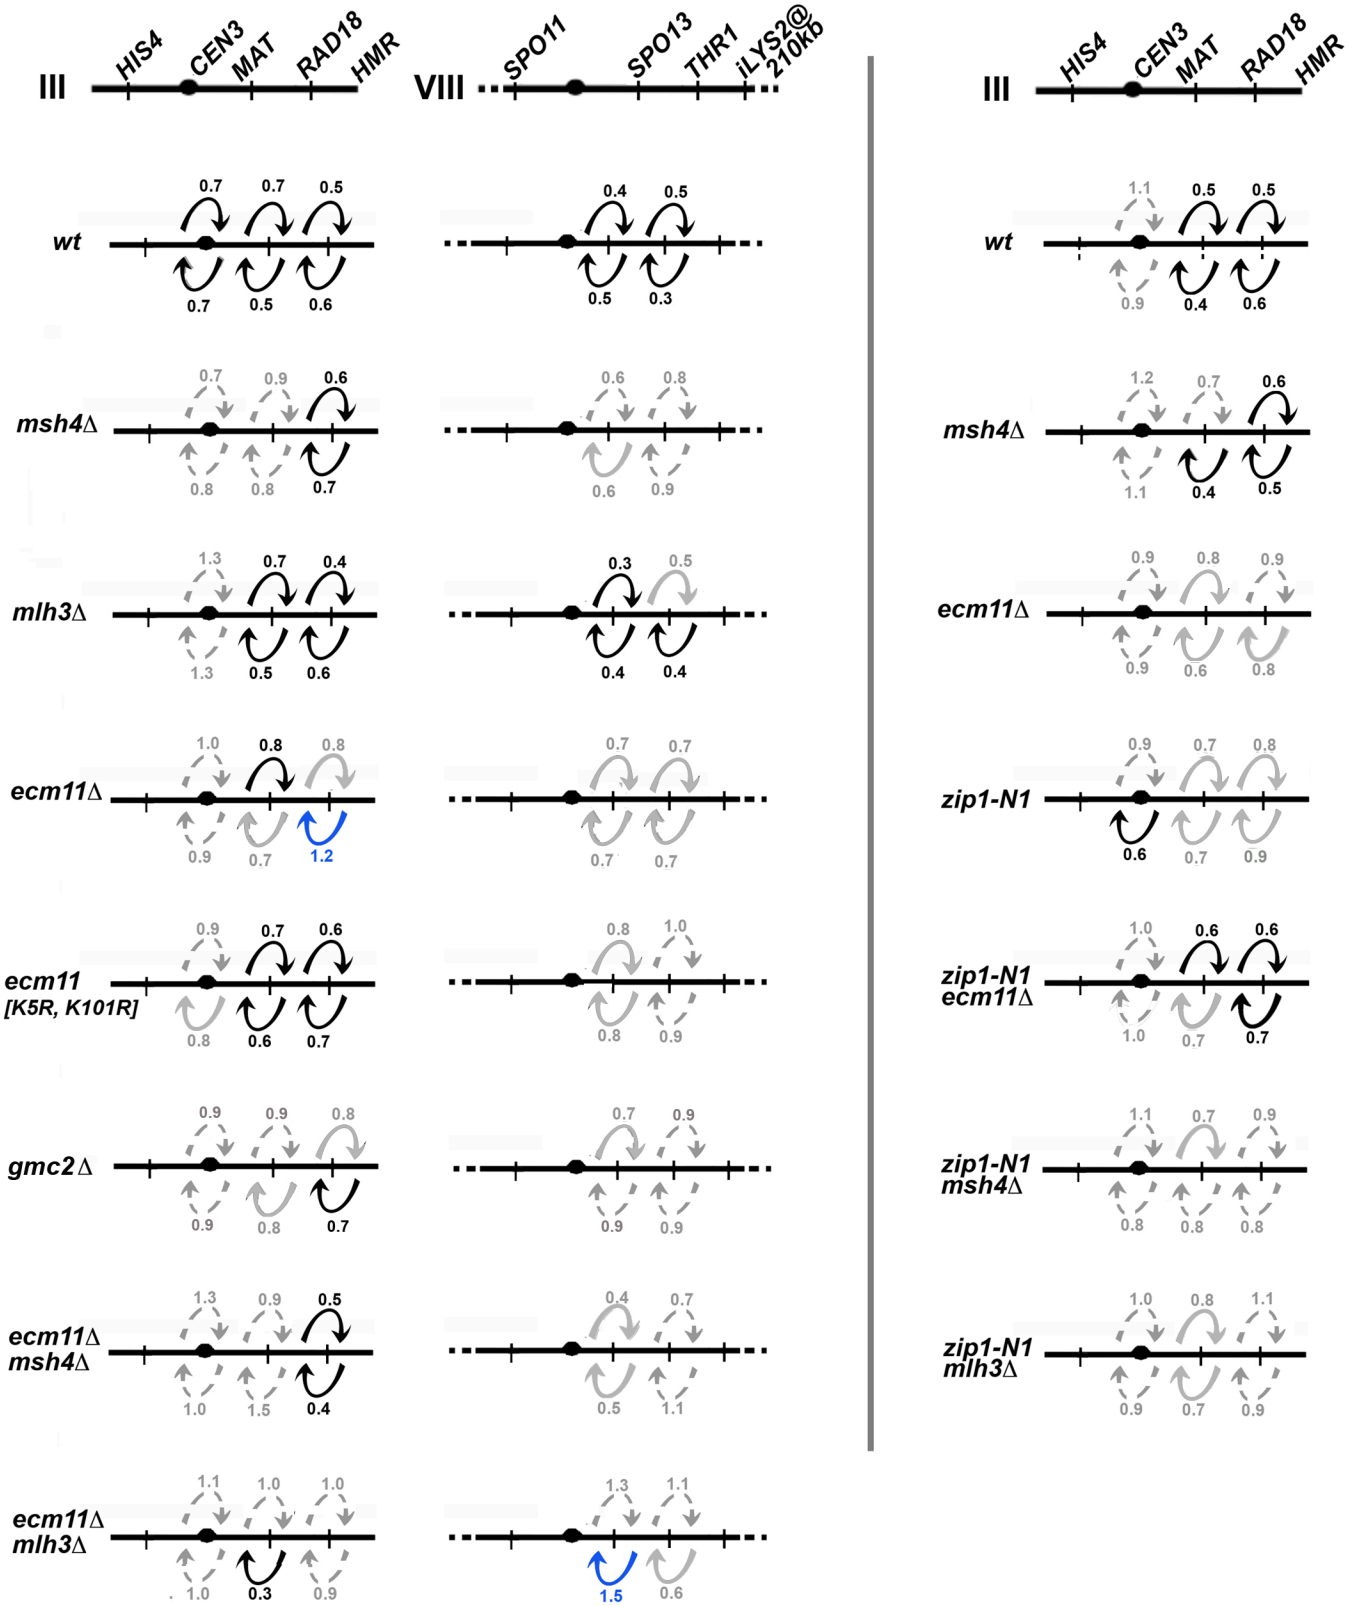 III HIS4 CEN3 MAT RAD18 HMR VIII SPO11 SPO13 THR1 iLYS2@ 210kb III HIS4 CEN3 MAT RAD18 HMR
0.7 0.7 0.5 0.4 0.5 1.1 0.5 0.5
wt wt
0.7 0.5 0.6 0.5 0.3 0.9 0.4 0.6
0.7 0.9 0.6 0.6 0.8 1.2 0.7 0.6
msh4Δ msh4Δ
0.8 0.8 0.7 0.6 0.9 1.1 0.4 0.5
1.3 0.7 0.4 0.3 0.5 0.9 0.8 0.9
mlh3Δ ecm11Δ
1.3 0.5 0.6 0.4 0.4 0.9 0.6 0.8
1.0 0.8 0.8 0.7 0.7 0.9 0.7 0.8
ecm11Δ zip1-N1
0.9 0.7 1.2 0.7 0.7 0.6 0.7 0.9
0.9 0.7 0.6 0.8 1.0 1.0 0.6 0.6
ecm11 zip1-N1
[K5R, K101R] ecm11Δ
0.8 0.6 0.7 0.8 0.9 1.0 0.7 0.7
0.9 0.9 0.8 0.7 0.9 1.1 0.7 0.9
gmc2Δ zip1-N1
msh4Δ
0.9 0.8 0.7 0.9 0.9 0.8 0.8 0.8
1.3 0.9 0.5 0.4 0.7 1.0 0.8 1.1
ecm11Δ zip1-N1
msh4Δ mlh3Δ
1.0 1.5 0.4 0.5 1.1 0.9 0.7 0.9
1.1 1.0 1.0 1.3 1.1
ecm11Δ
mlh3Δ
1.0 0.3 0.9 1.5 0.6